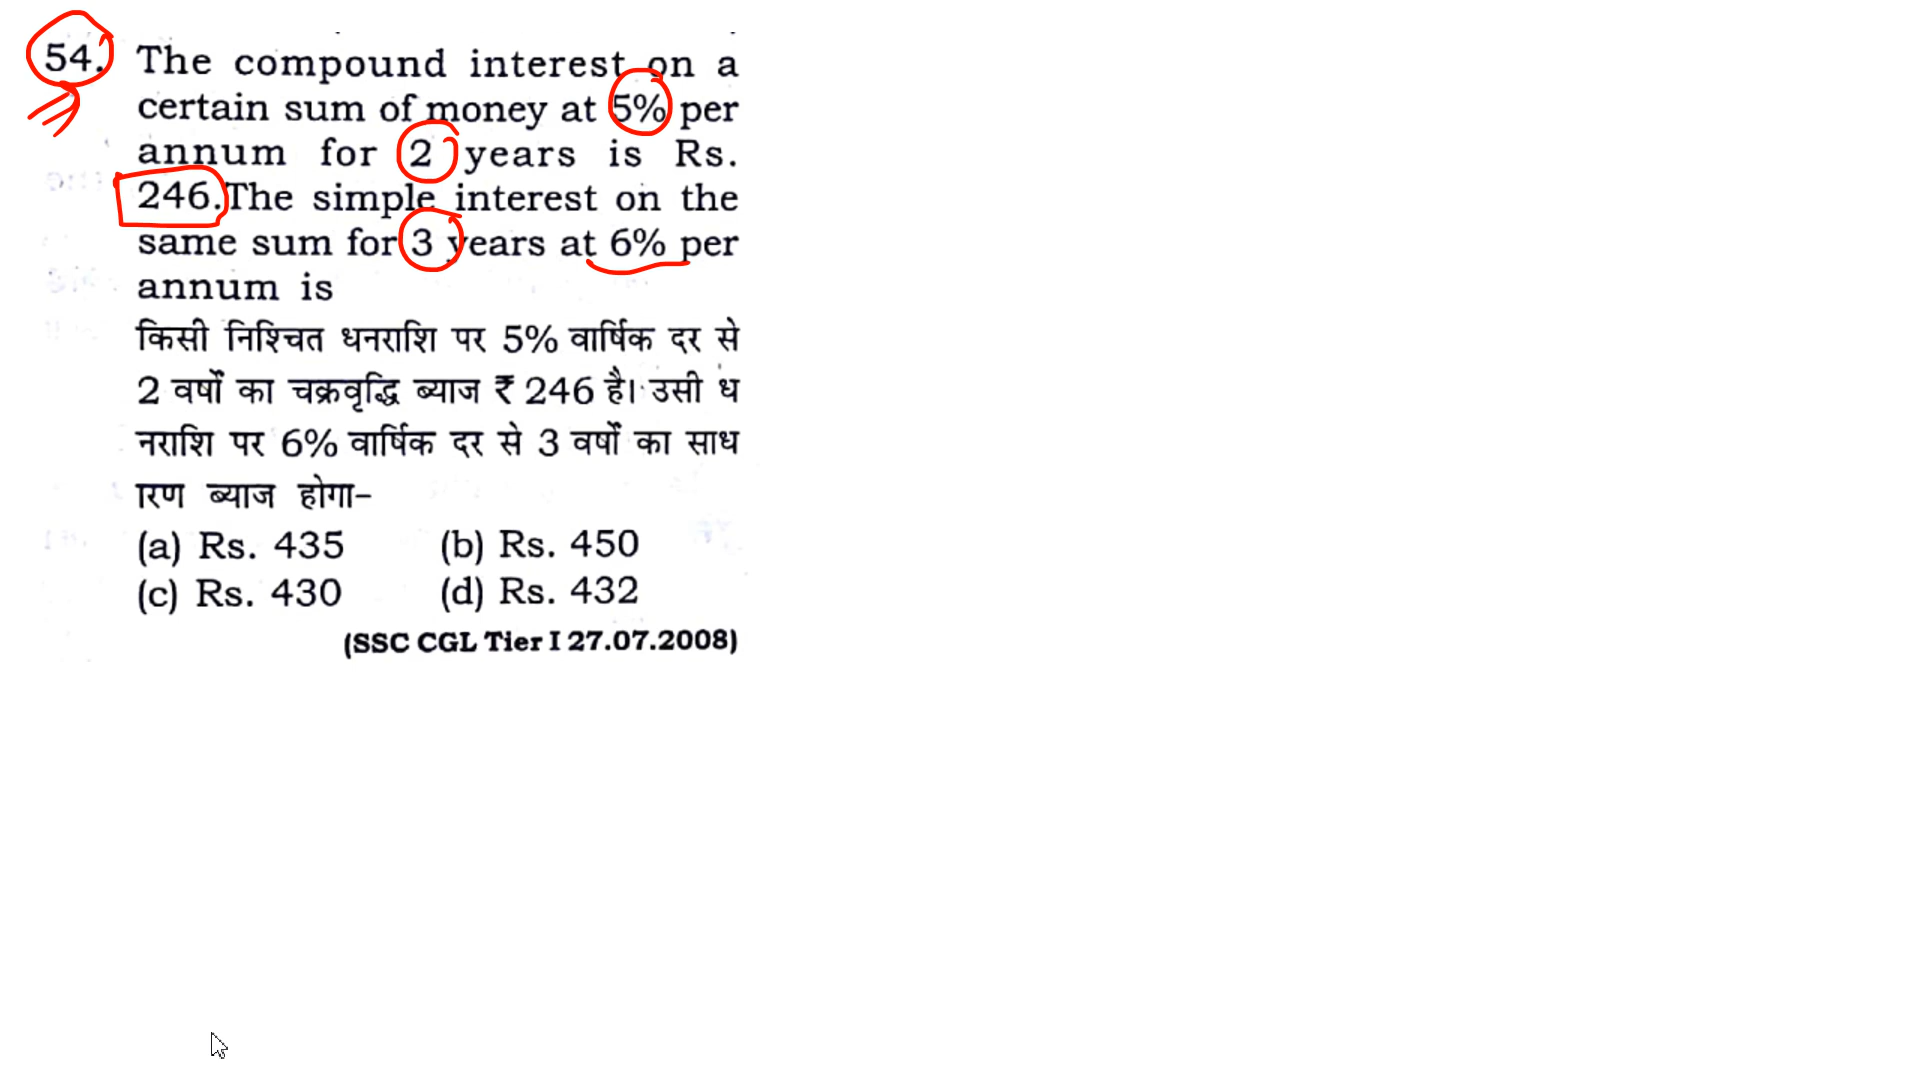 54. The compound interest on a
certain sum of money at 5% per
annum for 2 years is Rs.
246.The simple interest on the
same sum for 3 years at 6% per
annum is
किसी निश्चित धनराशि पर 5% वार्षिक दर से
2 वर्षों का चक्रवृद्धि ब्याज ₹ 246 है। उसी ध
नराशि पर 6% वार्षिक दर से 3 वर्षों का साध
ारण ब्याज होगा-
(a) Rs. 435 (b) Rs. 450
(c) Rs. 430 (d) Rs. 432
(SSC CGL Tier I 27.07.2008)